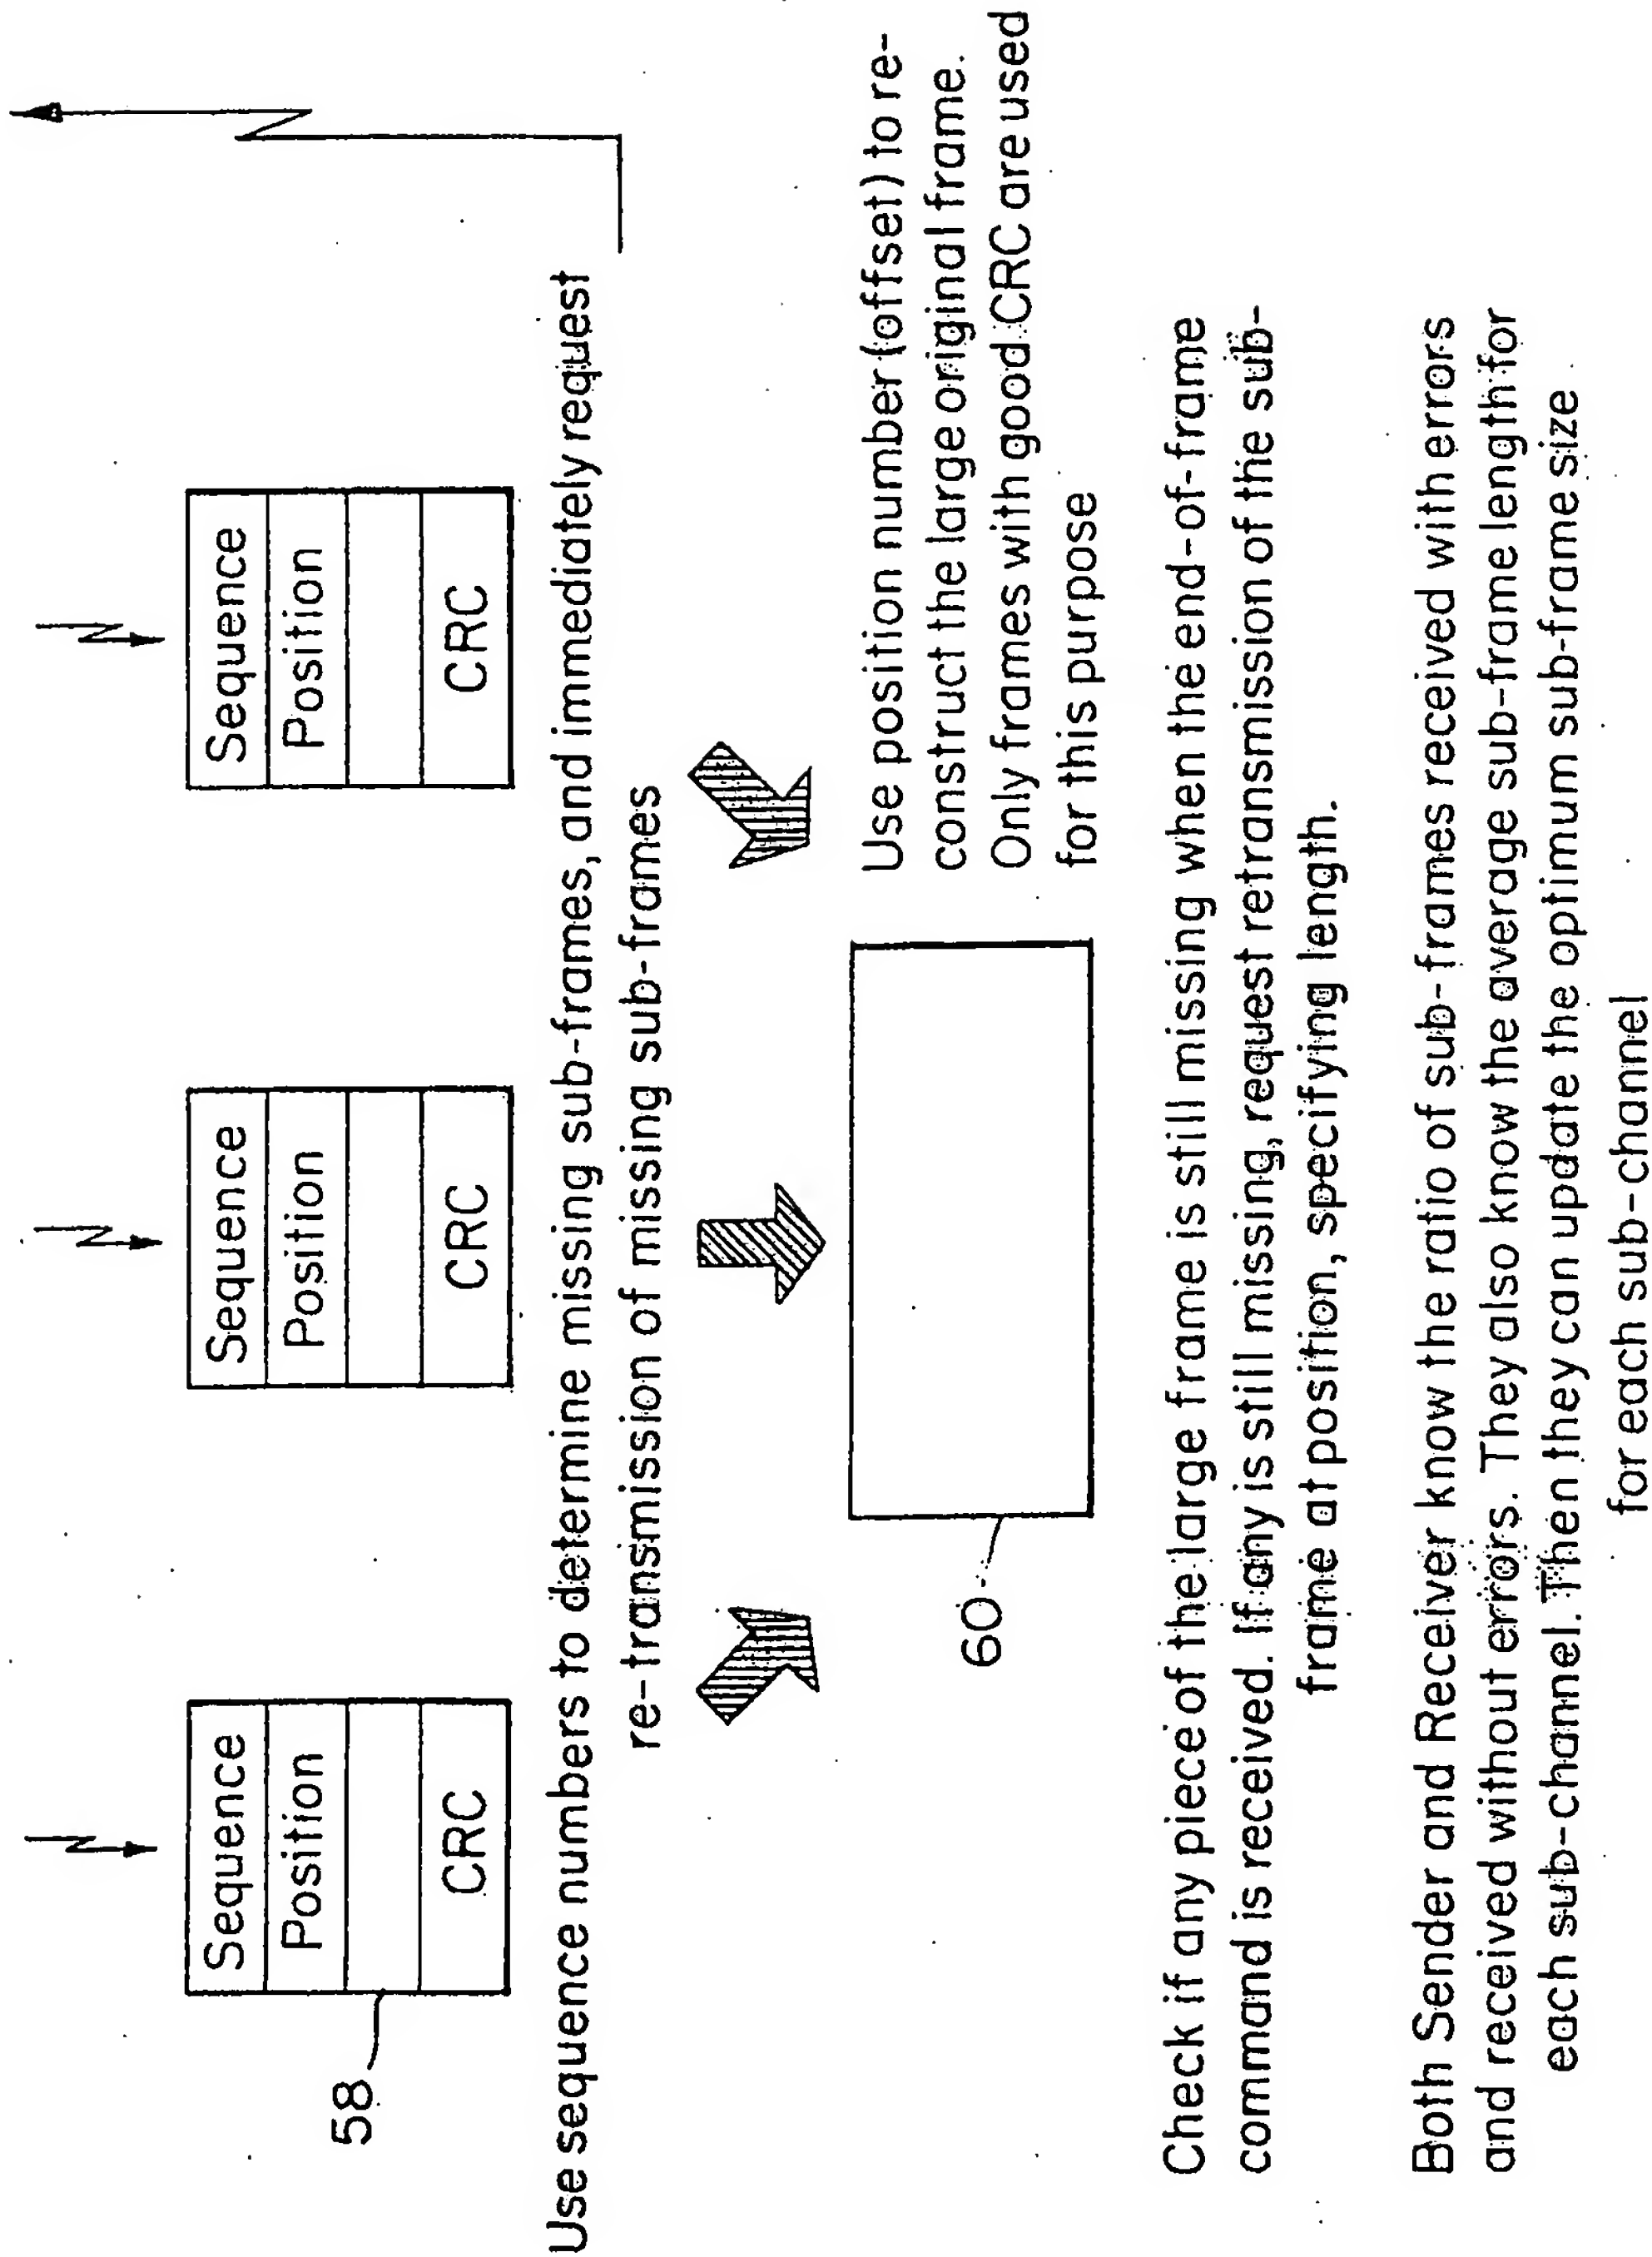 Sequence
Position
CRC
Sequence
Position
CRC
Sequence
Position
CRC
58
Use sequence numbers to determine missing sub-frames, and immediately request
re-transmission of missing sub-frames
60
Use position number (offset) to re-
construct the large original frame.
Only frames with good CRC are used
for this purpose
Check if any piece of the large frame is still missing when the end-of-frame
command is received. If any is still missing, request retransmission of the sub-
frame at position, specifying length.
Both Sender and Receiver know the ratio of sub-frames received with errors
and received without errors. They also know the average sub-frame length for
each sub-channel. Then they can update the optimum sub-frame size
for each sub-channel